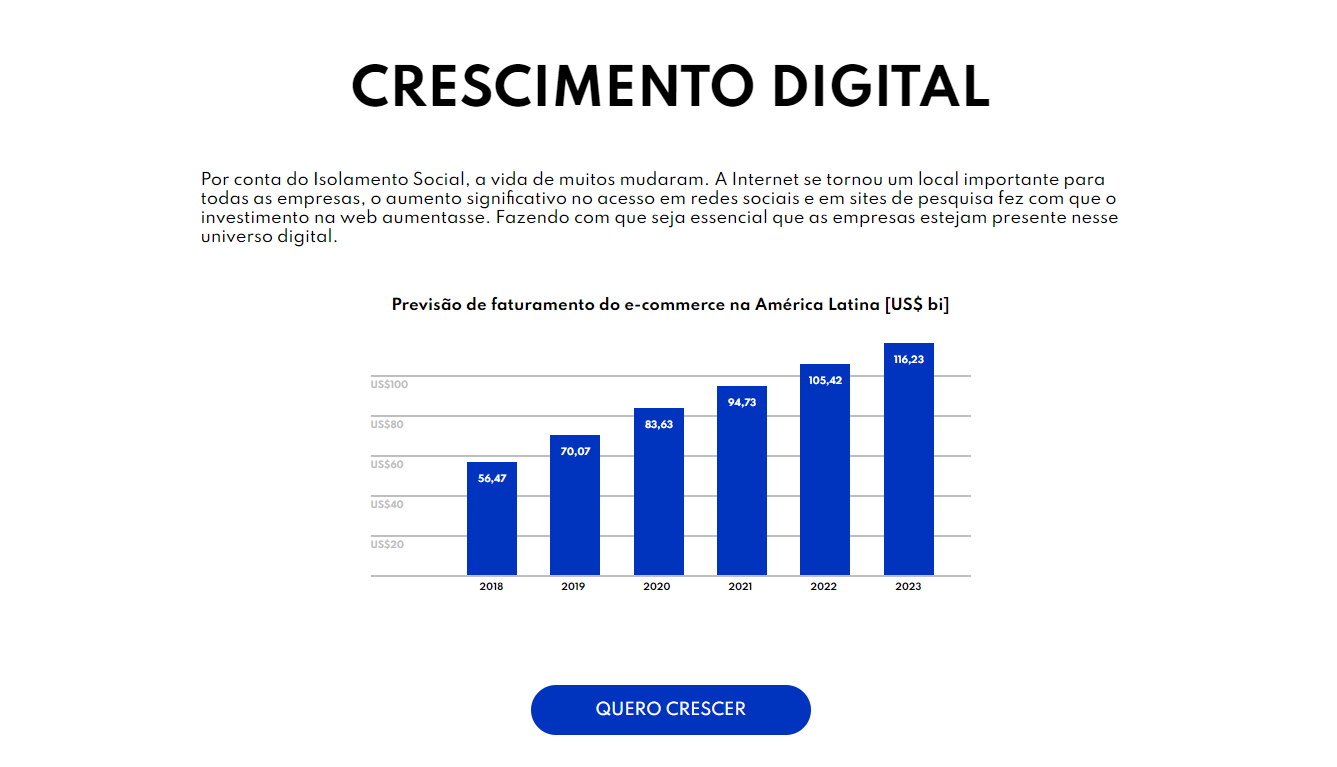 CRESCIMENTO DIGITAL
Por conta do Isolamento Social, a vida de muitos mudaram. A Internet se tornou um local importante para
todas as empresas, o aumento significativo no acesso em redes sociais e em sites de pesquisa fez com que o
investimento na web aumentasse. Fazendo com que seja essencial que as empresas estejam presente nesse
universo digital.
Previsão de faturamento do e-commerce na América Latina [US$ bi]
US$100
US$80
US$60
US$40
US$20
56,47
70,07
83,63
94,73
105,42
116,23
2018
2019
2020
2021
2022
2023
QUERO CRESCER